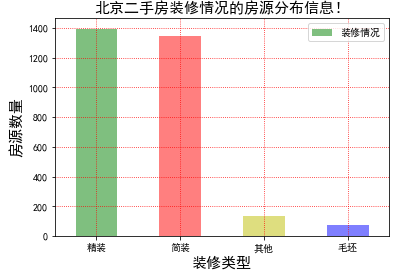 北京二手房装修情况的房源分布信息！
装修情况
房源数量
1400
1200
1000
800
600
400
200
0
精装
简装
其他
毛坯
装修类型